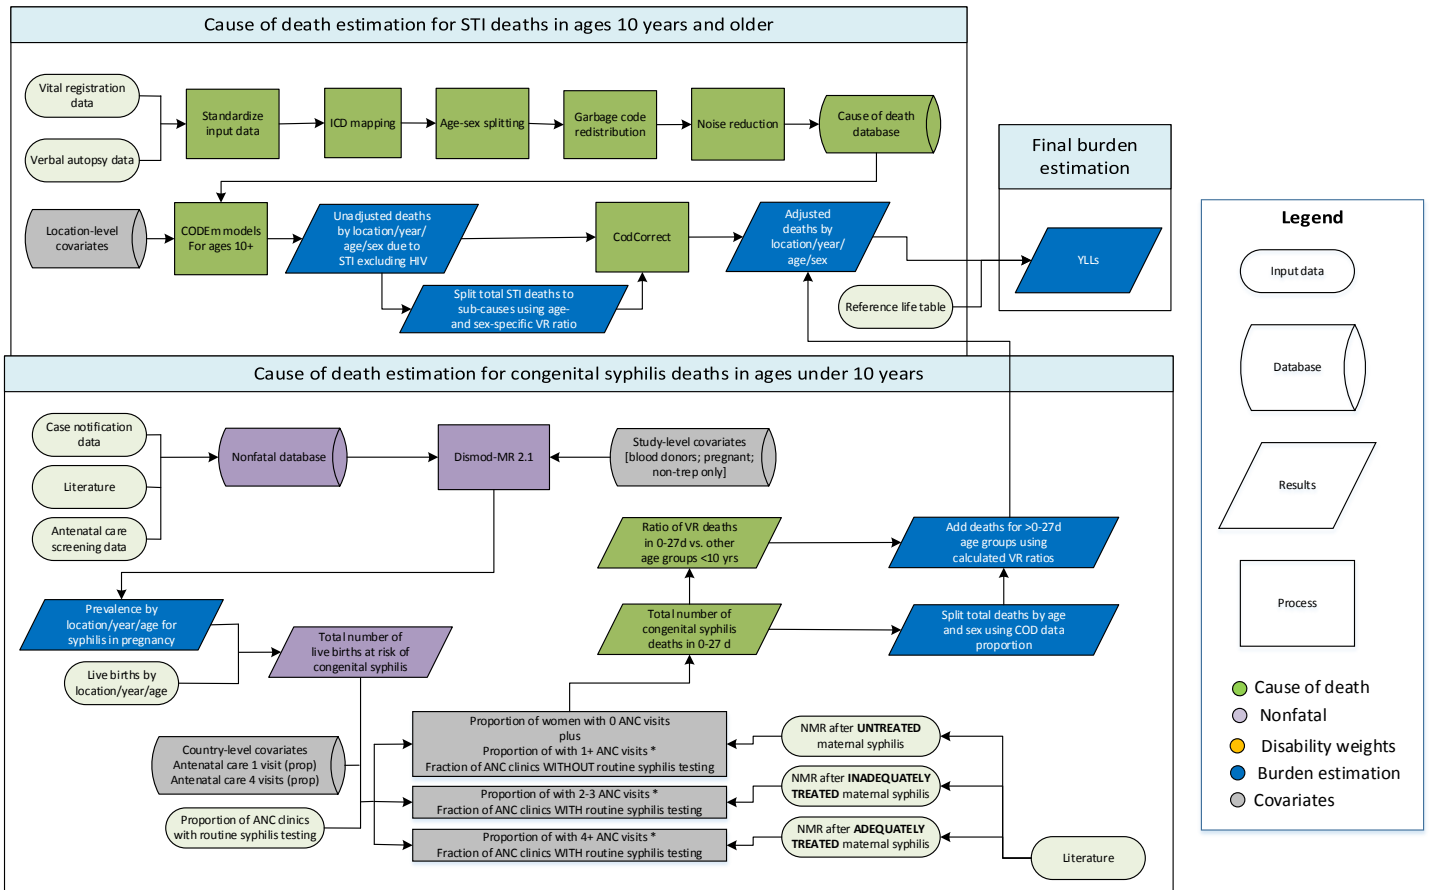 Cause of death estimation for STI deaths in ages 10 years and older
Vital registration
data
Verbal autopsy data
Standardize
input data
ICD mapping
Age-sex splitting
Garbage code
redistribution
Noise reduction
Cause of death
database
Location-level
covariates
CODEm models
For ages 10+
Unadjusted deaths
by location/year/
age/sex due to
STI excluding HIV
Split total STI deaths to
sub-causes using age-
and sex-specific VR ratio
CodCorrect
Adjusted
deaths by
location/year/
age/sex
Reference life table
Final burden
estimation
YLLs
Cause of death estimation for congenital syphilis deaths in ages under 10 years
Case notification
data
Literature
Antenatal care
screening data
Nonfatal database
Dismod-MR 2.1
Study-level covariates
[blood donors; pregnant;
non-trep only]
Prevalence by
location/year/age for
syphilis in pregnancy
Live births by
location/year/age
Total number of
live births at risk of
congenital syphilis
Ratio of VR deaths
in 0-27d vs. other
age groups <10 yrs
Total number of
congenital syphilis
deaths in 0-27 d
Add deaths for >0-27d
age groups using
calculated VR ratios
Split total deaths by age
and sex using COD data
proportion
Country-level covariates
Antenatal care 1 visit (prop)
Antenatal care 4 visits (prop)
Proportion of ANC clinics
with routine syphilis testing
Proportion of women with 0 ANC visits
plus
Proportion of with 1+ ANC visits *
Fraction of ANC clinics WITHOUT routine syphilis testing
Proportion of with 2-3 ANC visits *
Fraction of ANC clinics WITH routine syphilis testing
Proportion of with 4+ ANC visits *
Fraction of ANC clinics WITH routine syphilis testing
NMR after UNTREATED
maternal syphilis
NMR after INADEQUATELY
TREATED maternal syphilis
NMR after ADEQUATELY
TREATED maternal syphilis
Literature
Legend
Input data
Database
Results
Process
Cause of death
Nonfatal
Disability weights
Burden estimation
Covariates